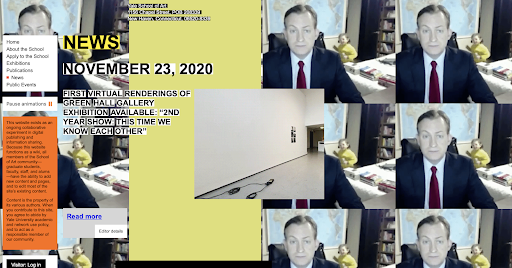 Yale School of Art
1156 Chapel Street, POB 208339
New Haven, Connecticut, 06520-8339
NEWS
Home
About the School
Apply to the School
Exhibitions
Publications
News
Public Events
NOVEMBER 23, 2020
FIRST VIRTUAL RENDERINGS OF
GREEN HALL GALLERY
EXHIBITION AVAILABLE: “2ND
YEAR SHOW [THIS TIME WE
KNOW EACH OTHER”
Pause animations
This website exists as an
ongoing collaborative
experiment in digital
publishing and
information sharing.
Because this website
functions as a wiki, all
members of the School
of Art community—
graduate students,
faculty, staff, and alums
—have the ability to add
new content and pages,
and to edit most of the
site's existing content.
Content is the property of
its various authors. When
you contribute to this site,
you agree to abide by
Yale University academic
and network use policy,
and to act as a
responsible member of
our community.
Read more
Editor details
Visitor: Log in